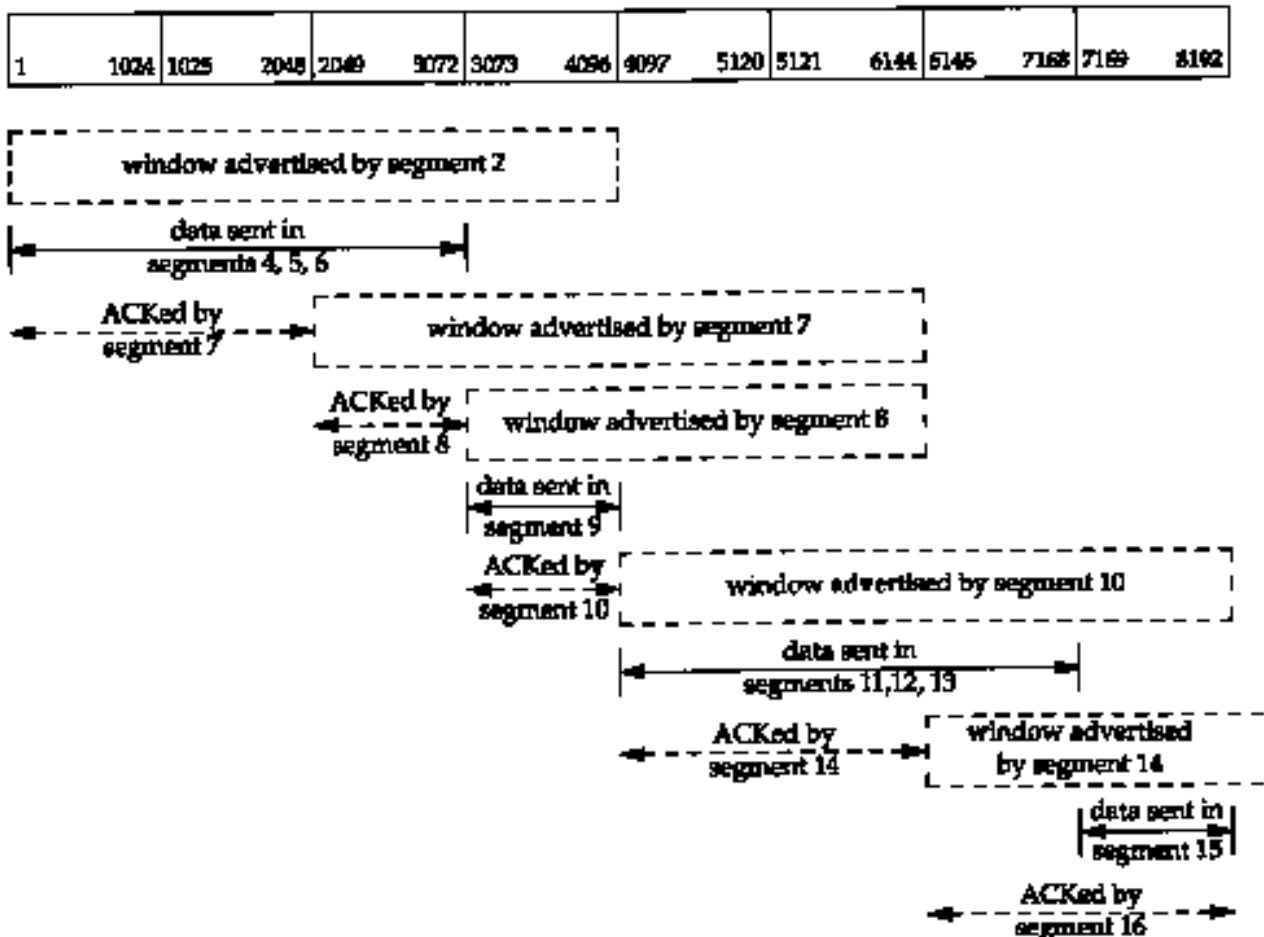 1 1024 1025 2048 2049 3072 3073 4096 4097 5120 5121 6144 6145 7168 7169 8192
window advertised by segment 2
data sent in
segments 4, 5, 6
ACKed by
segment 7
window advertised by segment 7
ACKed by
segment 8
window advertised by segment 8
data sent in
segment 9
ACKed by
segment 10
window advertised by segment 10
data sent in
segments 11,12, 13
ACKed by
segment 14
window advertised
by segment 14
data sent in
segment 15
ACKed by
segment 16